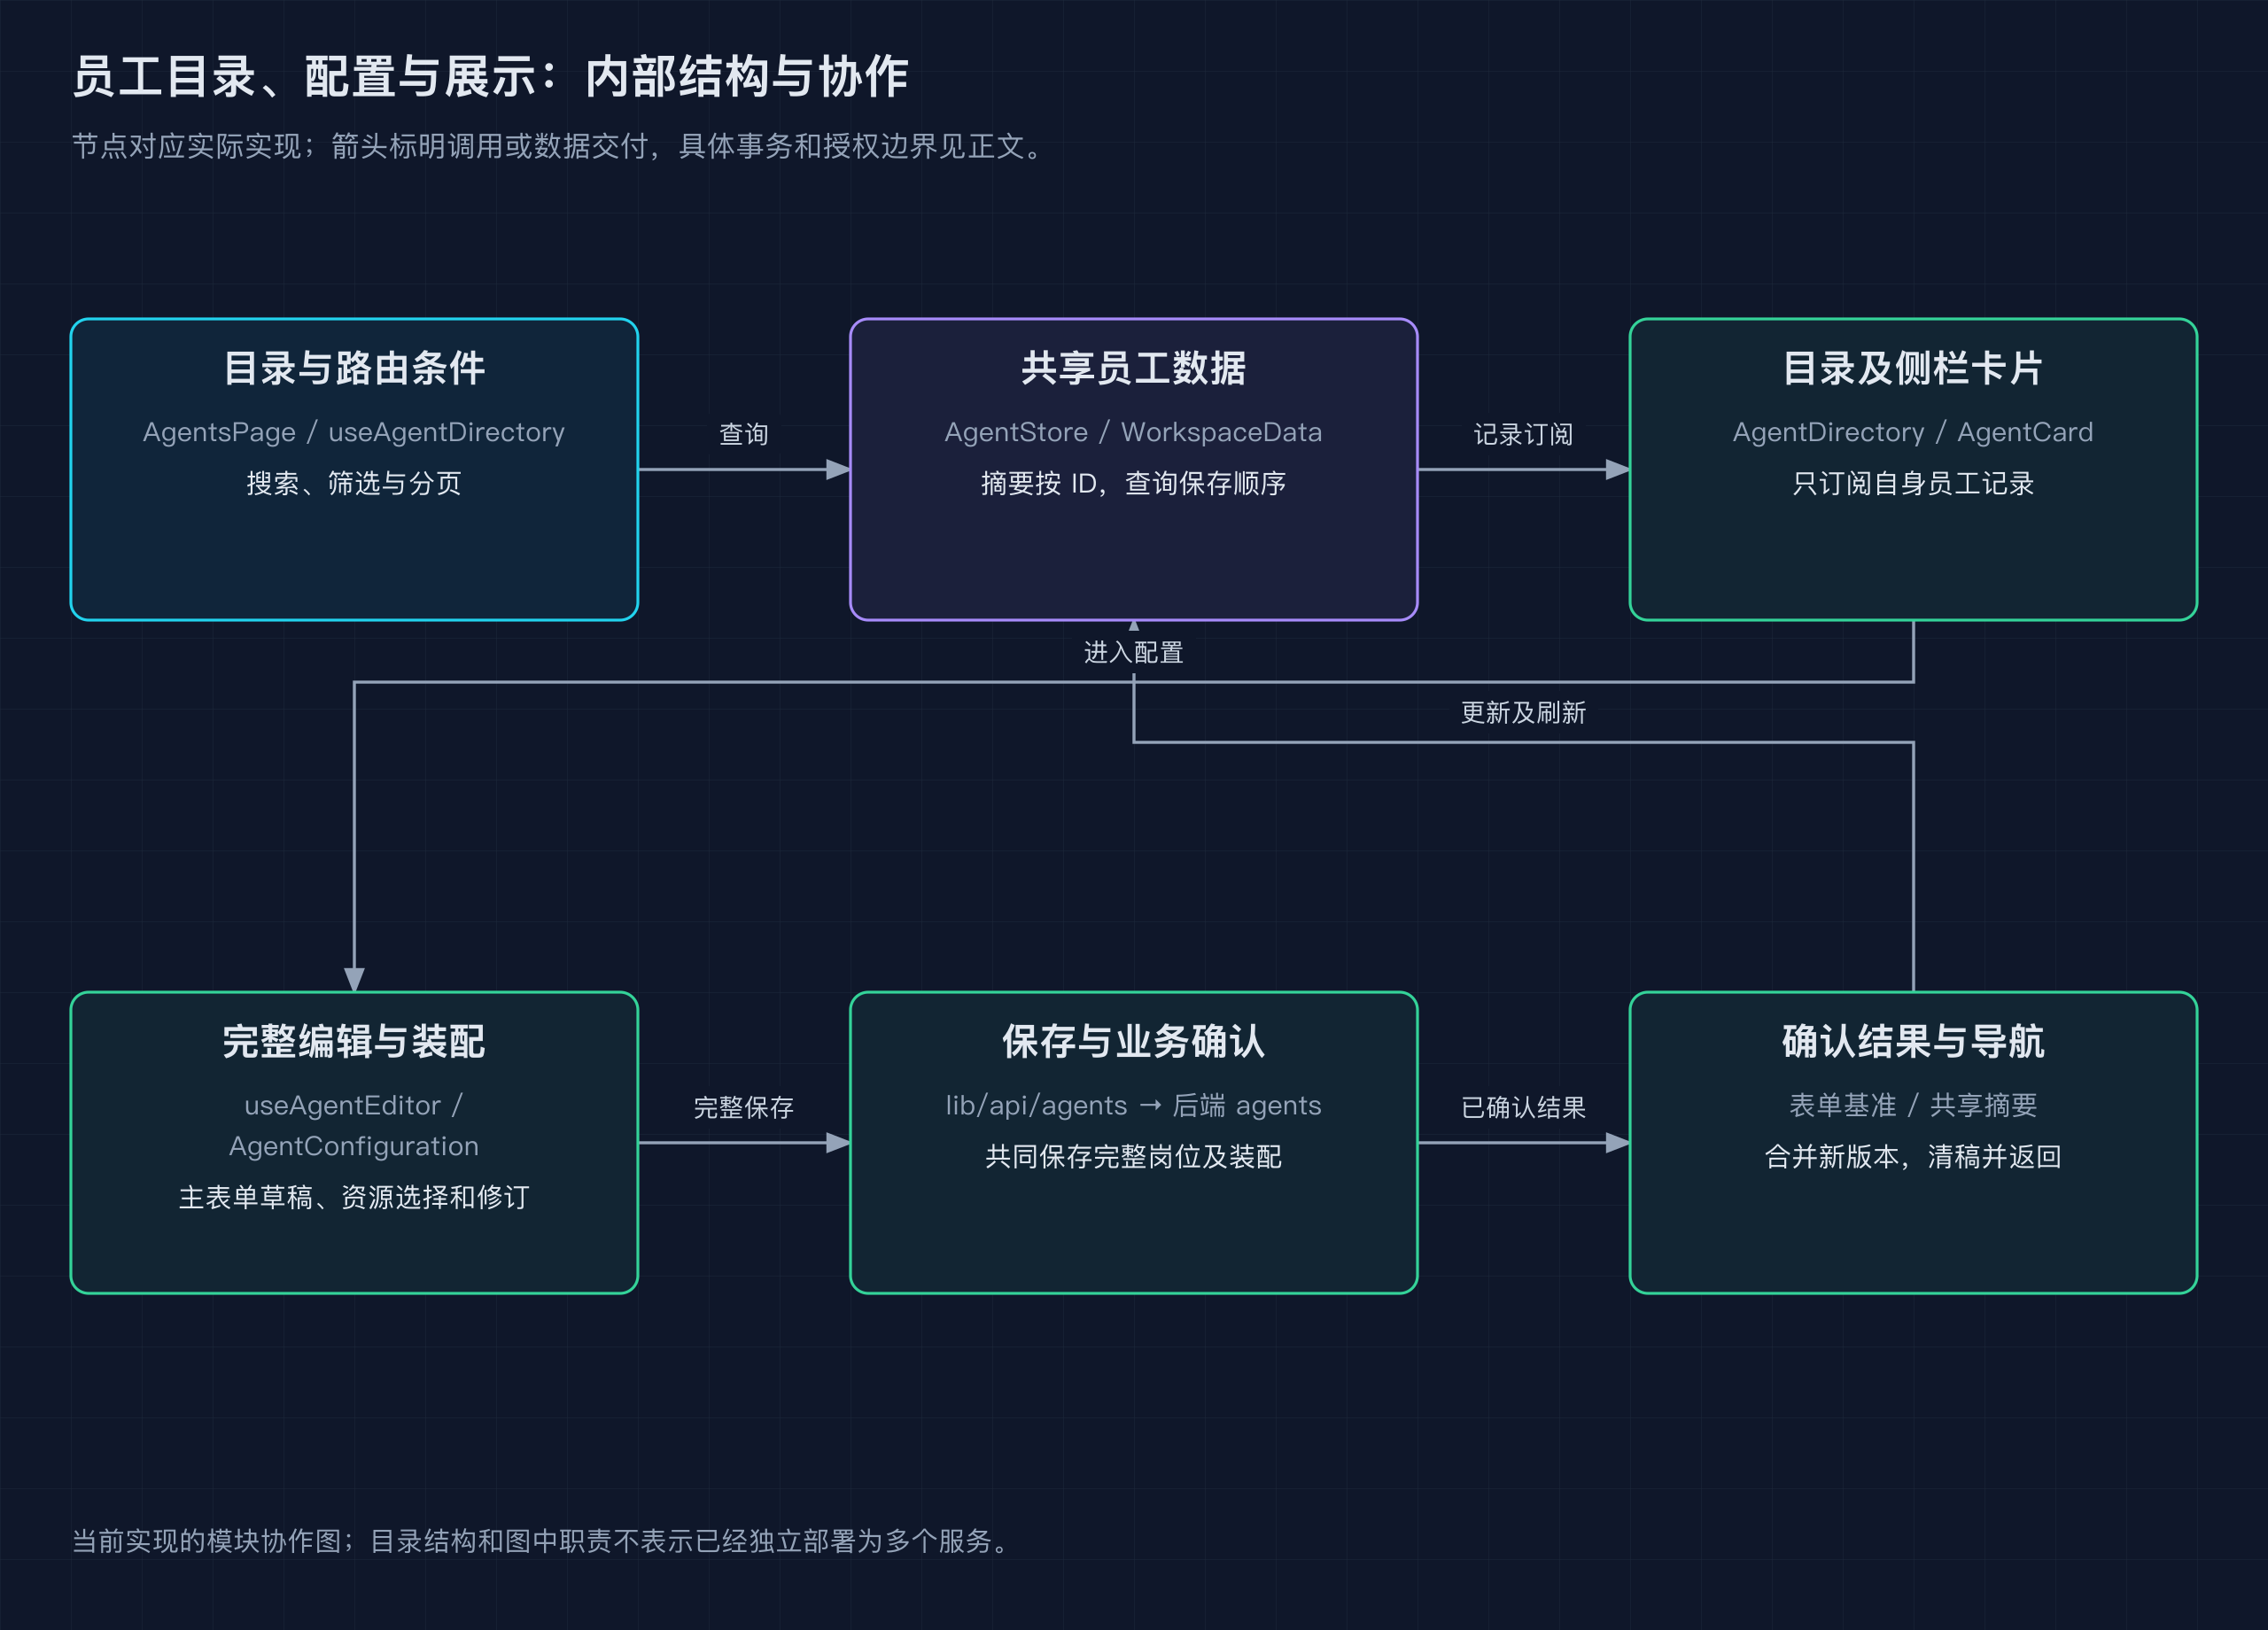 员工目录、配置与展示：内部结构与协作
节点对应实际实现；箭头标明调用或数据交付，具体事务和授权边界见正文。
目录与路由条件
AgentsPage / useAgentDirectory
搜索、筛选与分页
查询
共享员工数据
AgentStore / WorkspaceData
摘要按 ID，查询保存顺序
记录订阅
目录及侧栏卡片
AgentDirectory / AgentCard
只订阅自身员工记录
进入配置
更新及刷新
完整编辑与装配
useAgentEditor /
AgentConfiguration
主表单草稿、资源选择和修订
完整保存
保存与业务确认
lib/api/agents → 后端 agents
共同保存完整岗位及装配
已确认结果
确认结果与导航
表单基准 / 共享摘要
合并新版本，清稿并返回
当前实现的模块协作图；目录结构和图中职责不表示已经独立部署为多个服务。